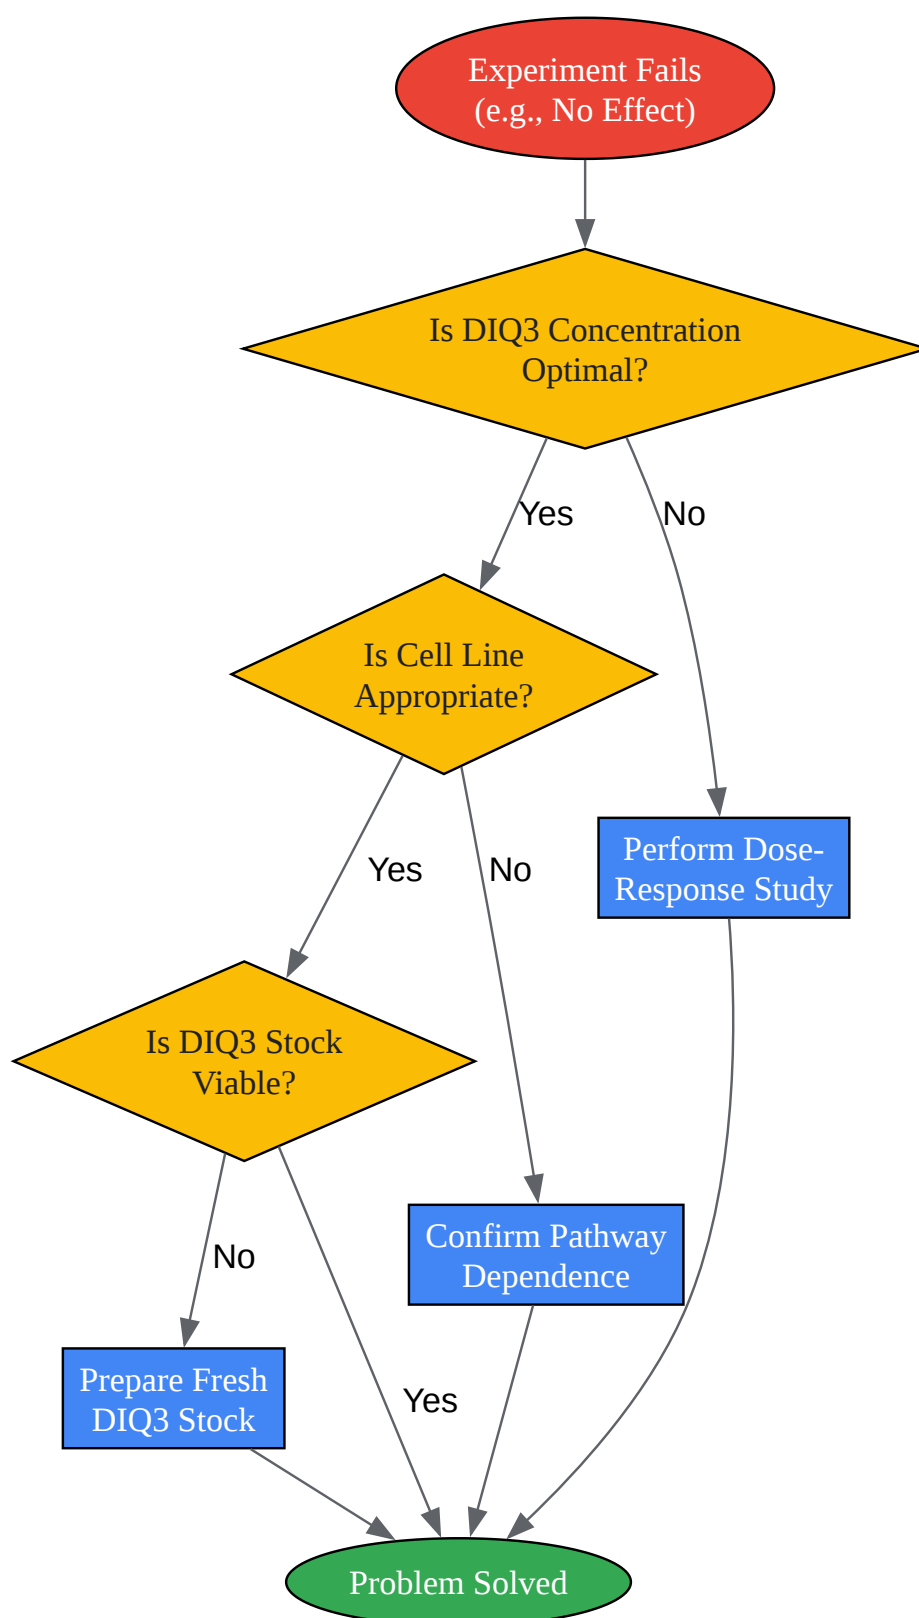 Experiment Fails
(e.g., No Effect)
Is DIQ3 Concentration
Optimal?
Yes
No
Is Cell Line
Appropriate?
Perform Dose-
Response Study
Yes
No
Is DIQ3 Stock
Viable?
Confirm Pathway
Dependence
No
Prepare Fresh
DIQ3 Stock
Yes
Problem Solved